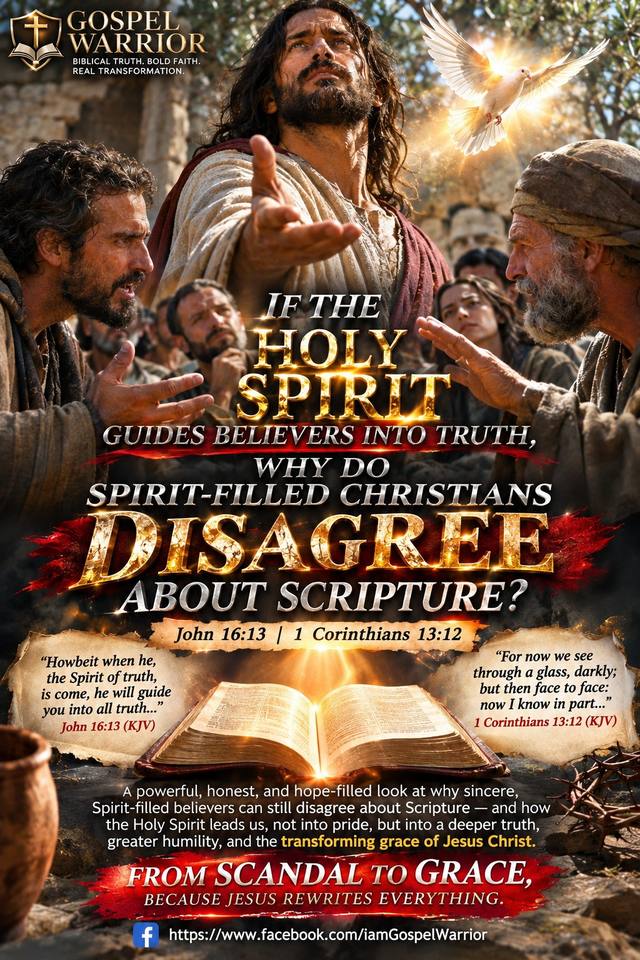 GOSPEL
WARRIOR
BIBLICAL TRUTH. BOLD FAITH.
REAL TRANSFORMATION.
IF THE
HOLY
SPIRIT
GUIDES BELIEVERS INTO TRUTH,
WHY DO
SPIRIT-FILLED CHRISTIANS
DISAGREE
ABOUT SCRIPTURE?
John 16:13 | 1 Corinthians 13:12
"Howbeit when he,
the Spirit of truth,
is come, he will guide
you into all truth..."
John 16:13 (KJV)
"For now we see
through a glass, darkly;
but then face to face:
now I know in part..."
1 Corinthians 13:12 (KJV)
A powerful, honest, and hope-filled look at why sincere,
Spirit-filled believers can still disagree about Scripture — and how
the Holy Spirit leads us, not into pride, but into a deeper truth,
greater humility, and the transforming grace of Jesus Christ.
FROM SCANDAL TO GRACE,
BECAUSE JESUS REWRITES EVERYTHING.
https://www.facebook.com/iamGospelWarrior